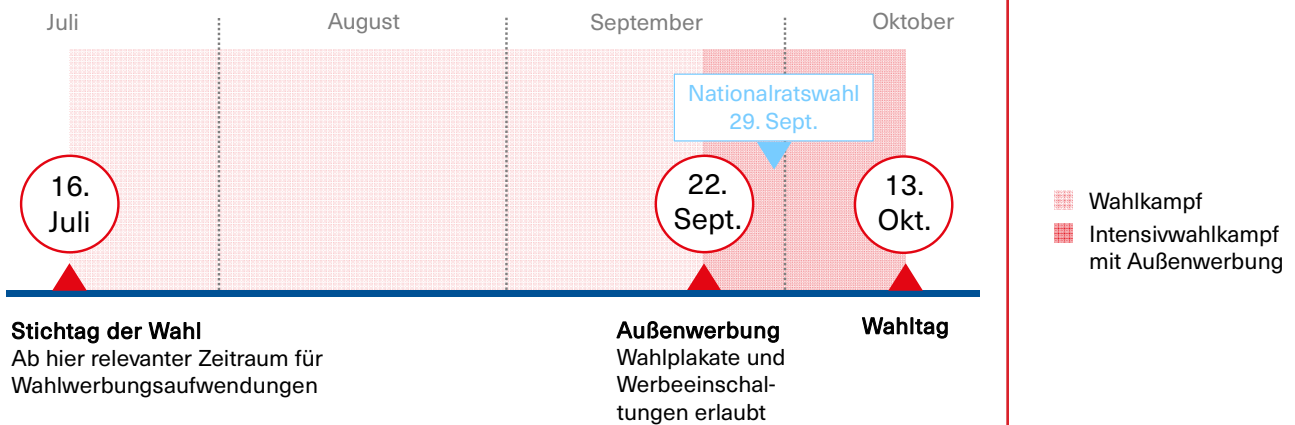 Juli
August
September
Oktober
Nationalratswahl
29. Sept.
16.
Juli
22.
Sept.
13.
Okt.
Wahlkampf
Intensivwahlkampf
mit Außenwerbung
Stichtag der Wahl
Ab hier relevanter Zeitraum für
Wahlwerbungsaufwendungen
Außenwerbung
Wahlplakate und
Werbeeinschal-
tungen erlaubt
Wahltag